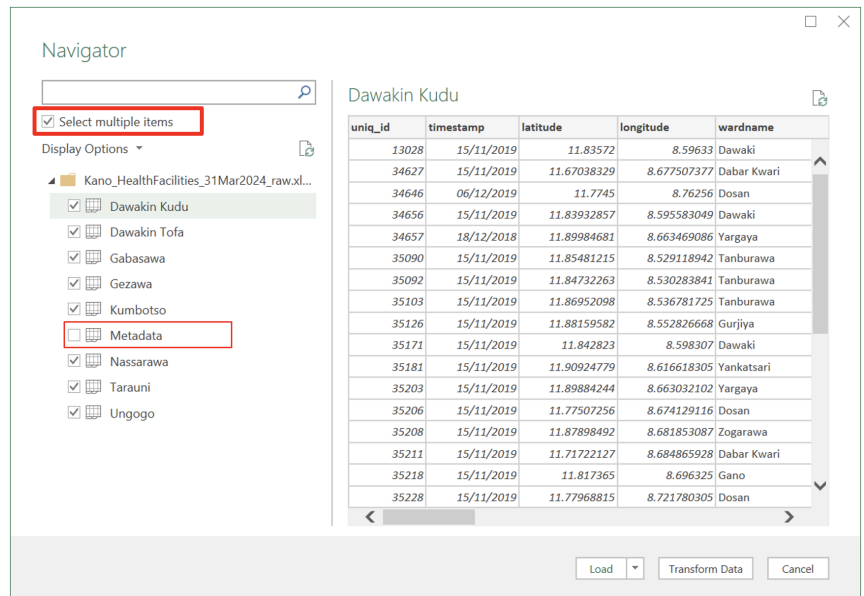 Navigator
Select multiple items
Display Options
Kano_HealthFacilities_31Mar2024_raw.xl...
Dawakin Kudu
Dawakin Tofa
Gabasawa
Gezawa
Kumbotso
Metadata
Nassarawa
Tarauni
Ungogo
Dawakin Kudu
uniq_id timestamp latitude longitude wardname
13028 15/11/2019 11.83572 8.59633 Dawaki
34627 15/11/2019 11.67038329 8.677507377 Dabar Kwari
34646 06/12/2019 11.7745 8.76256 Dosan
34656 15/11/2019 11.83932857 8.595583049 Dawaki
34657 18/12/2018 11.89984681 8.663469086 Yargaya
35090 15/11/2019 11.85481215 8.529118942 Tanburawa
35092 15/11/2019 11.84732263 8.530283841 Tanburawa
35103 15/11/2019 11.86952098 8.536781725 Tanburawa
35126 15/11/2019 11.88159582 8.552826668 Gurjiya
35171 15/11/2019 11.842823 8.598307 Dawaki
35181 15/11/2019 11.90924779 8.616618305 Yankatsari
35203 15/11/2019 11.89884244 8.663032102 Yargaya
35206 15/11/2019 11.77507256 8.674129116 Dosan
35208 15/11/2019 11.87898492 8.681853087 Zogarawa
35211 15/11/2019 11.71722127 8.684865928 Dabar Kwari
35218 15/11/2019 11.817365 8.696325 Gano
35228 15/11/2019 11.77968815 8.721780305 Dosan
Load Transform Data Cancel